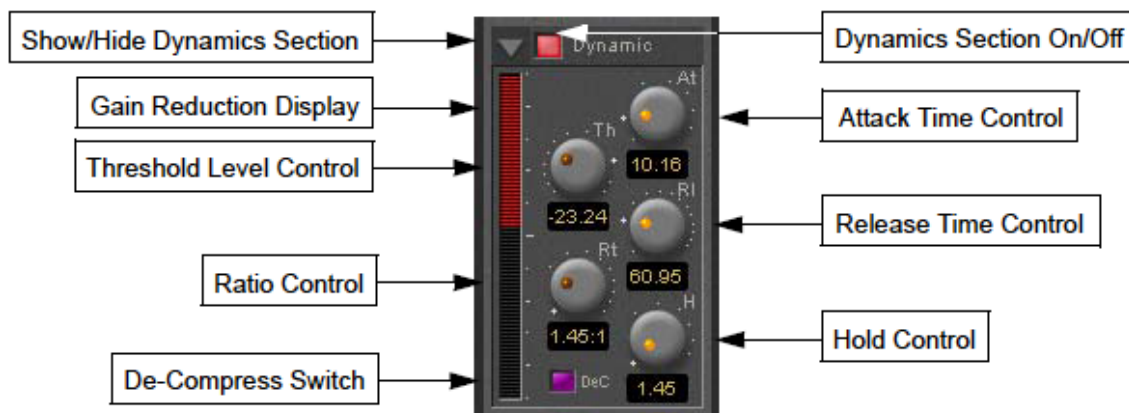 Show/Hide Dynamics Section
Dynamic
Dynamics Section On/Off
Gain Reduction Display
At
Attack Time Control
Th
Threshold Level Control
10.16
-23.24
Rl
Release Time Control
Rt
60.95
Ratio Control
1.45:1
H
Hold Control
De-Compress Switch
DeC
1.45